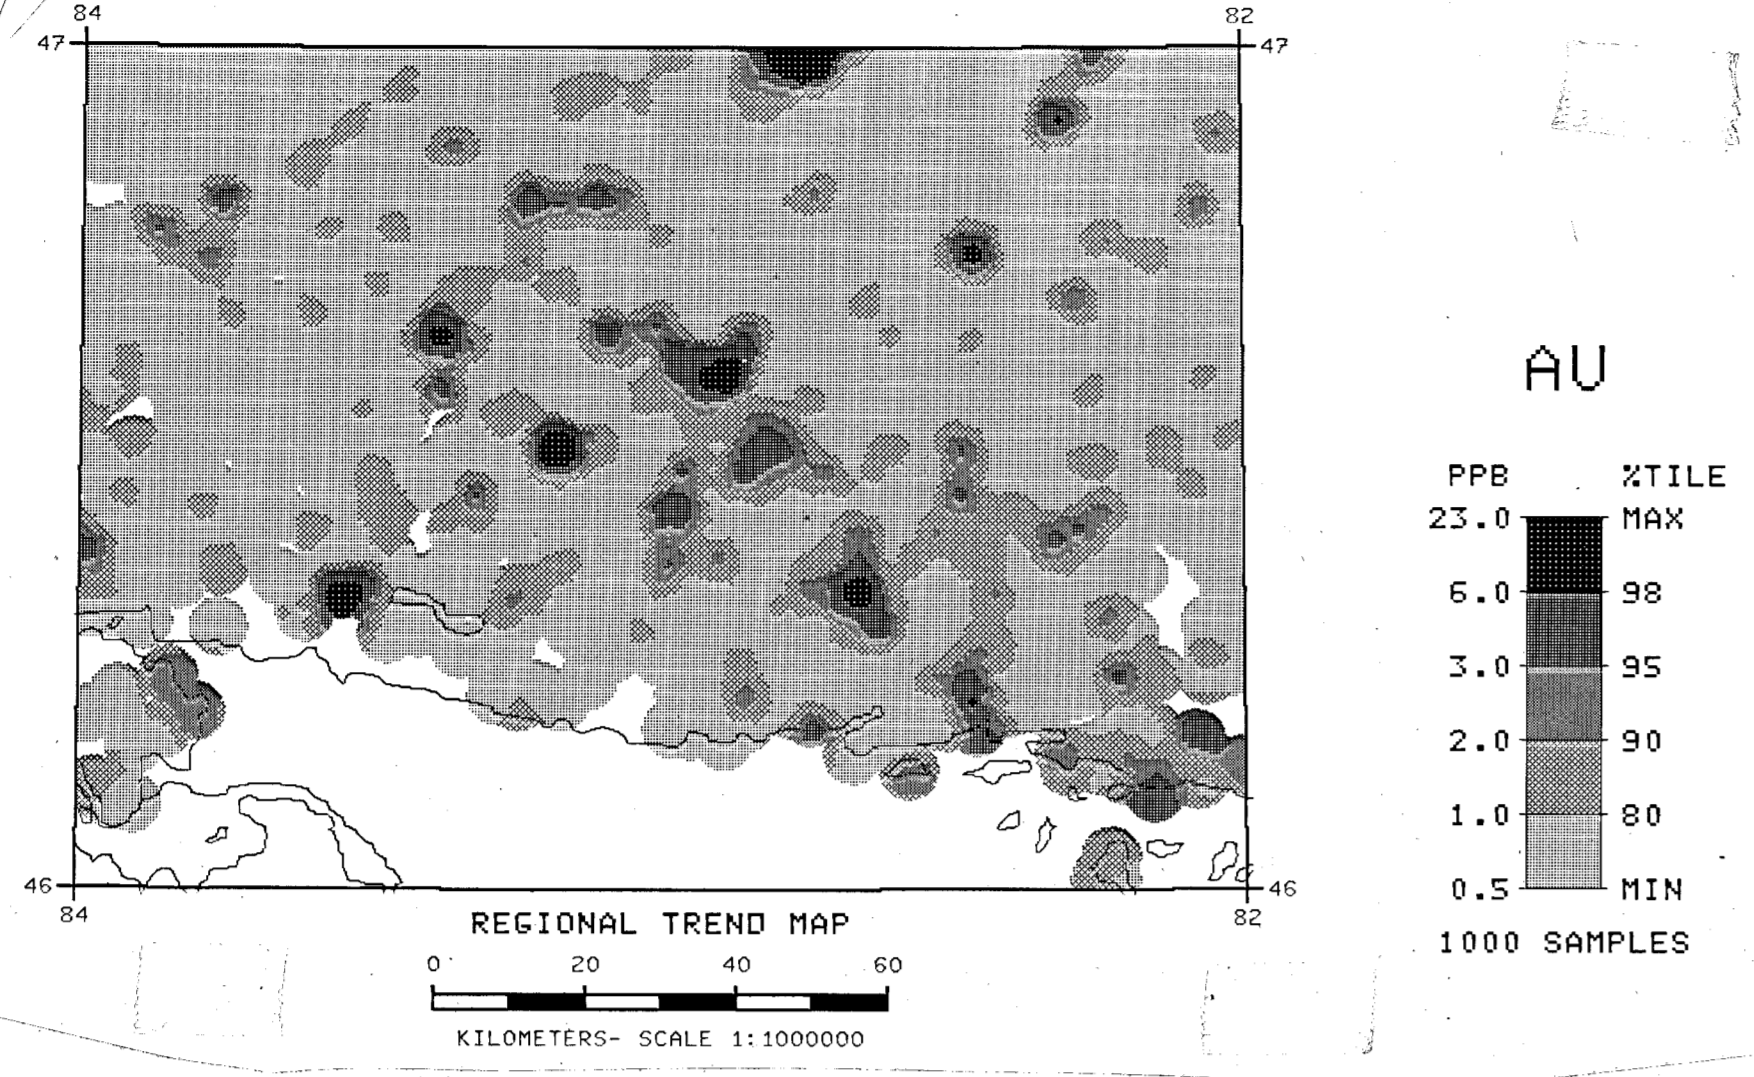 84 82
47 47
AU
PPB %TILE
23.0 MAX
6.0 98
3.0 95
2.0 90
1.0 80
0.5 MIN
46 46
84 82
REGIONAL TREND MAP
1000 SAMPLES
0 20 40 60
KILOMETERS- SCALE 1:1000000